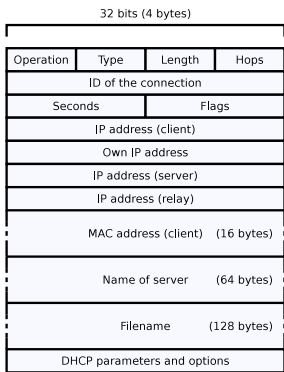 32 bits (4 bytes)
Operation Type Length Hops
ID of the connection
Seconds Flags
IP address (client)
Own IP address
IP address (server)
IP address (relay)
MAC address (client) (16 bytes)
Name of server (64 bytes)
Filename (128 bytes)
DHCP parameters and options